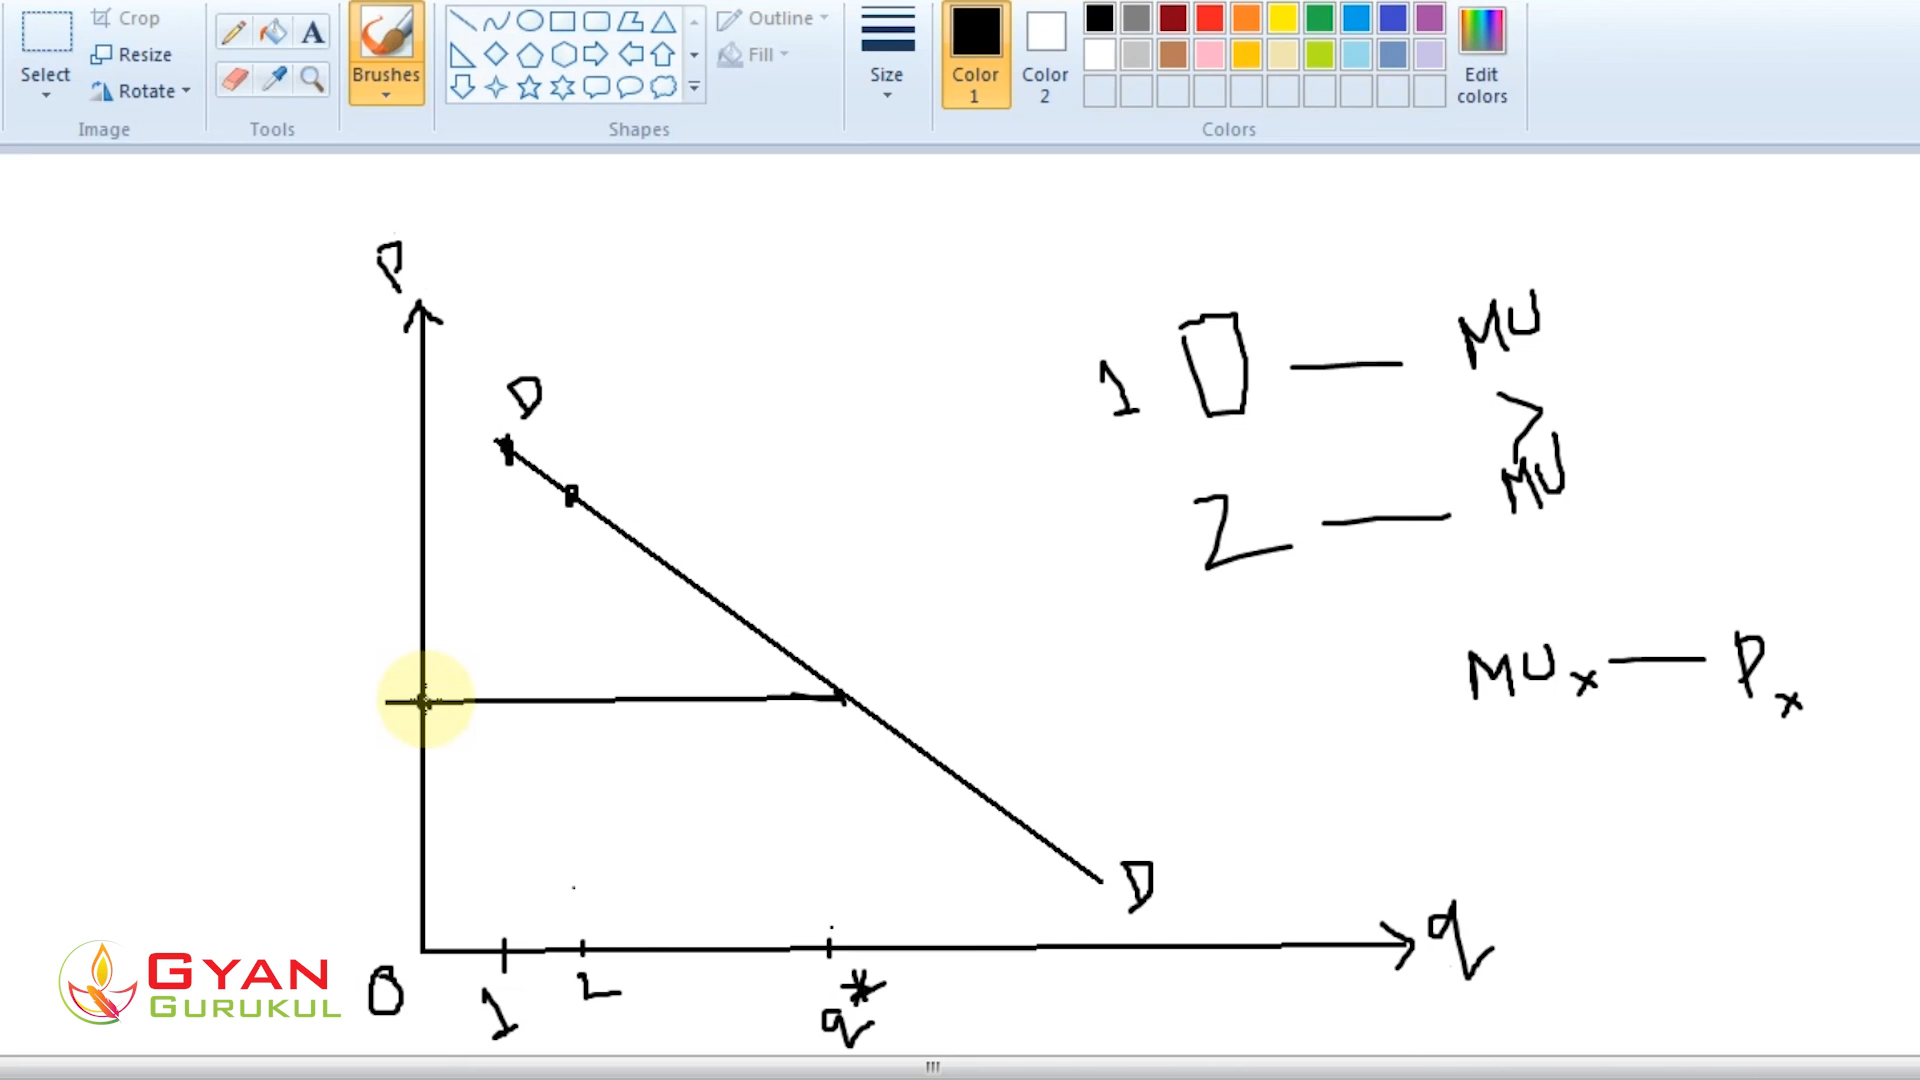 Crop
Resize
Rotate
Select
Image
Tools
Brushes
Shapes
Outline
Fill
Size
Color 1
Color 2
Colors
Edit colors
P
D
1 — MU
>
2 — MU
MUx — Px
D
q
0
1
2
q*
GYAN
GURUKUL